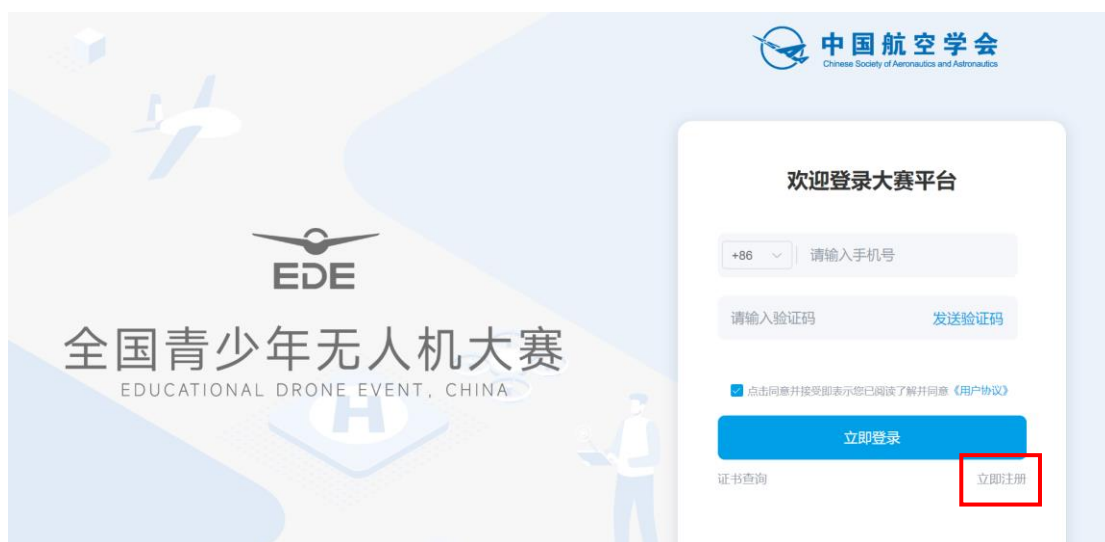 中国航空学会
Chinese Society of Aeronautics and Astronautics
欢迎登录大赛平台
+86 请输入手机号
请输入验证码 发送验证码
点击同意并接受即表示您已阅读了解并同意《用户协议》
立即登录
证书查询 立即注册
EDE
全国青少年无人机大赛
EDUCATIONAL DRONE EVENT, CHINA
H